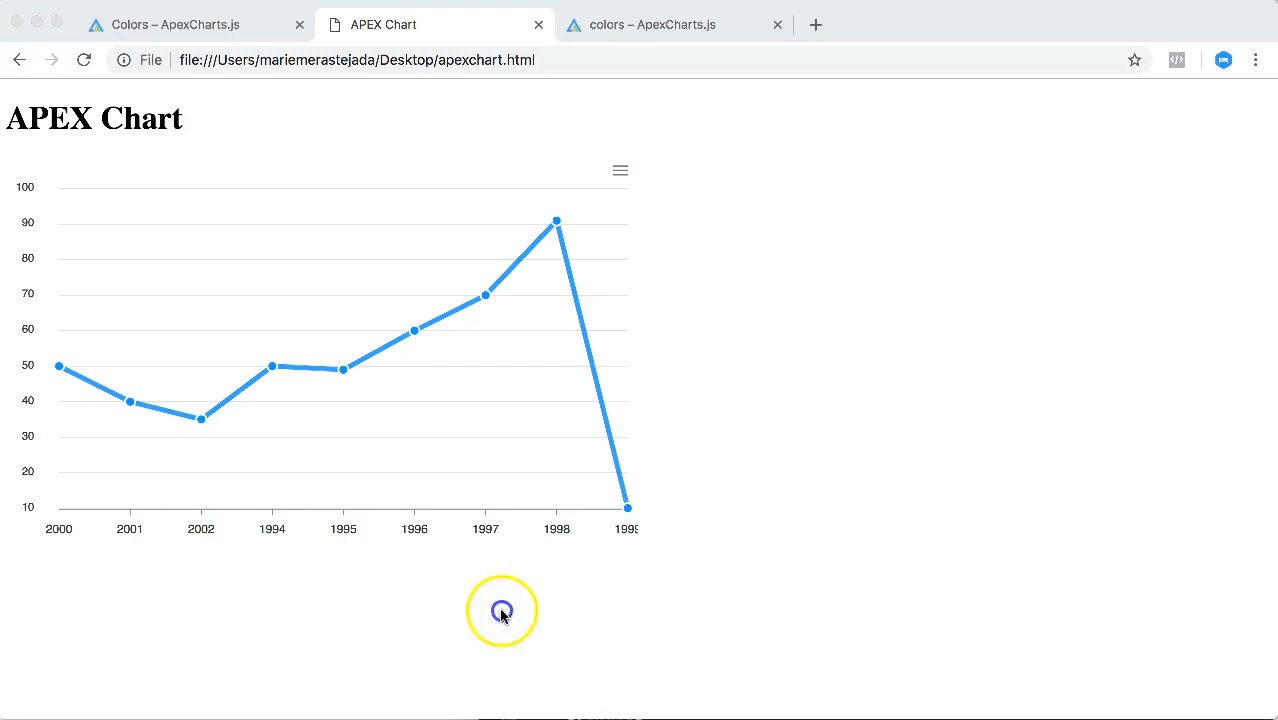 Colors – ApexCharts.js
APEX Chart
colors – ApexCharts.js
File
file:///Users/mariemerastejada/Desktop/apexchart.html
APEX Chart
100
90
80
70
60
50
40
30
20
10
2000 2001 2002 1994 1995 1996 1997 1998